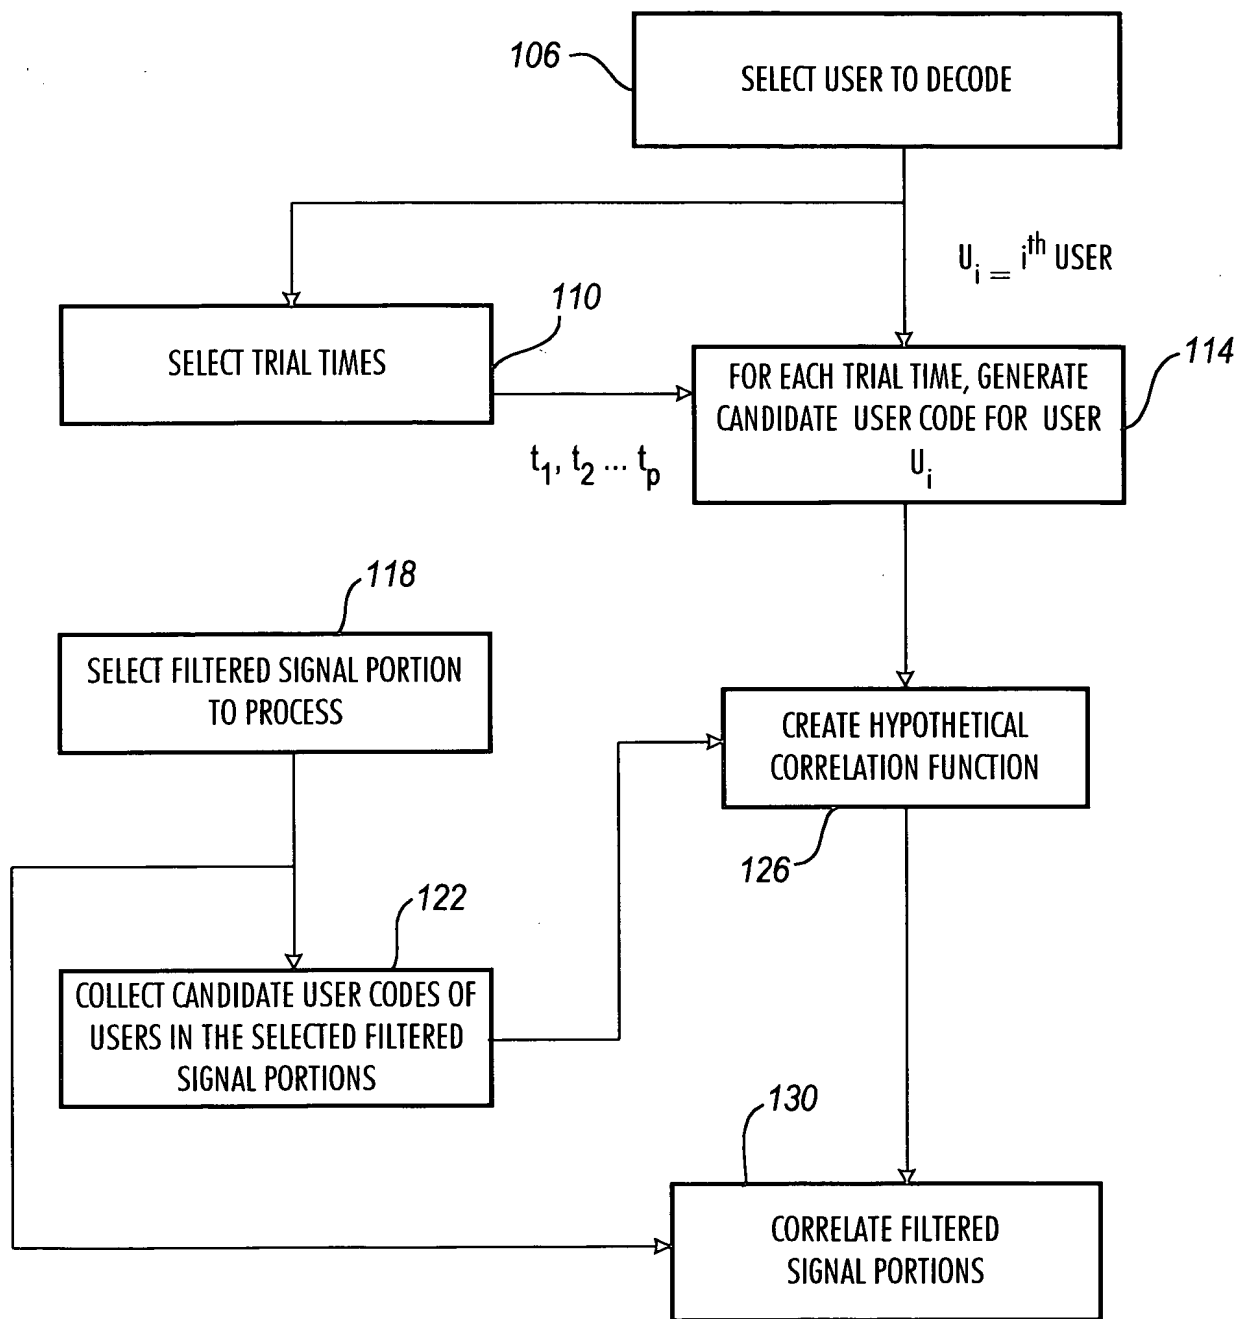 106
SELECT USER TO DECODE
U_i = i^th USER
110
SELECT TRIAL TIMES
114
FOR EACH TRIAL TIME, GENERATE
CANDIDATE USER CODE FOR USER
U_i
t_1, t_2 ... t_p
118
SELECT FILTERED SIGNAL PORTION
TO PROCESS
CREATE HYPOTHETICAL
CORRELATION FUNCTION
126
122
COLLECT CANDIDATE USER CODES OF
USERS IN THE SELECTED FILTERED
SIGNAL PORTIONS
130
CORRELATE FILTERED
SIGNAL PORTIONS